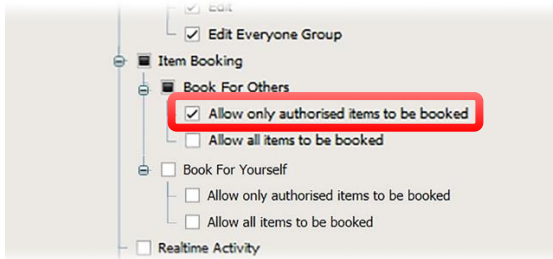 Edit
Edit Everyone Group
Item Booking
Book For Others
Allow only authorised items to be booked
Allow all items to be booked
Book For Yourself
Allow only authorised items to be booked
Allow all items to be booked
Realtime Activity